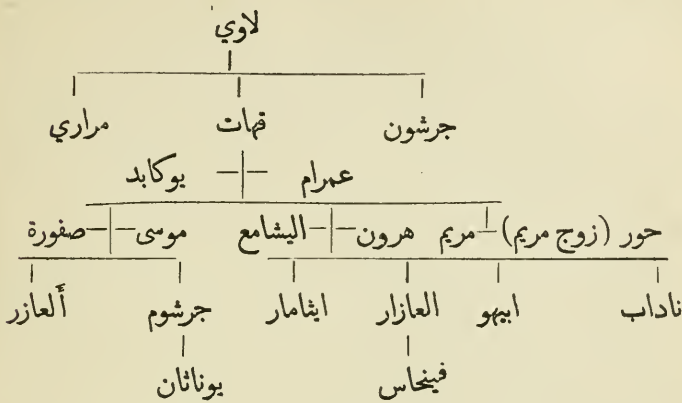 لاوي
جرشون قهات مراري
عمرام يوكابد
حور (زوج مريم) مريم هرون اليشامع موسى صفورة
ناداب ابيهو العازار ايثامار جرشوم ألعازر
فينحاس يوناثان